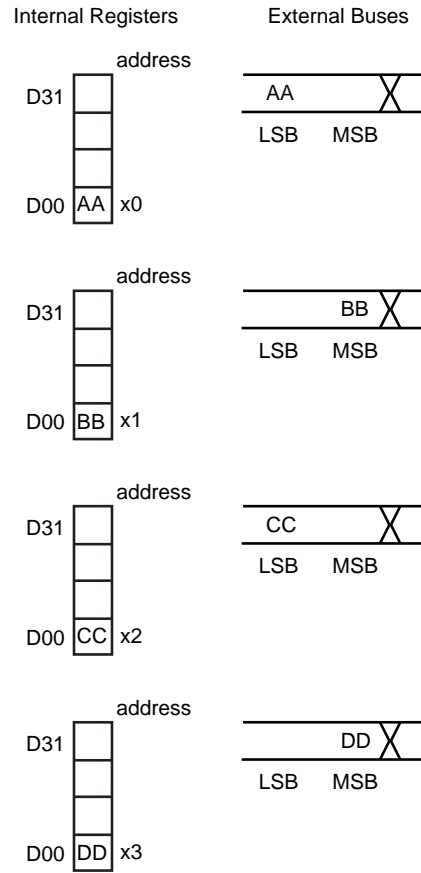 Internal Registers External Buses
address
D31 AA
LSB MSB
D00 AA x0
address
D31 BB
LSB MSB
D00 BB x1
address
D31 CC
LSB MSB
D00 CC x2
address
D31 DD
LSB MSB
D00 DD x3